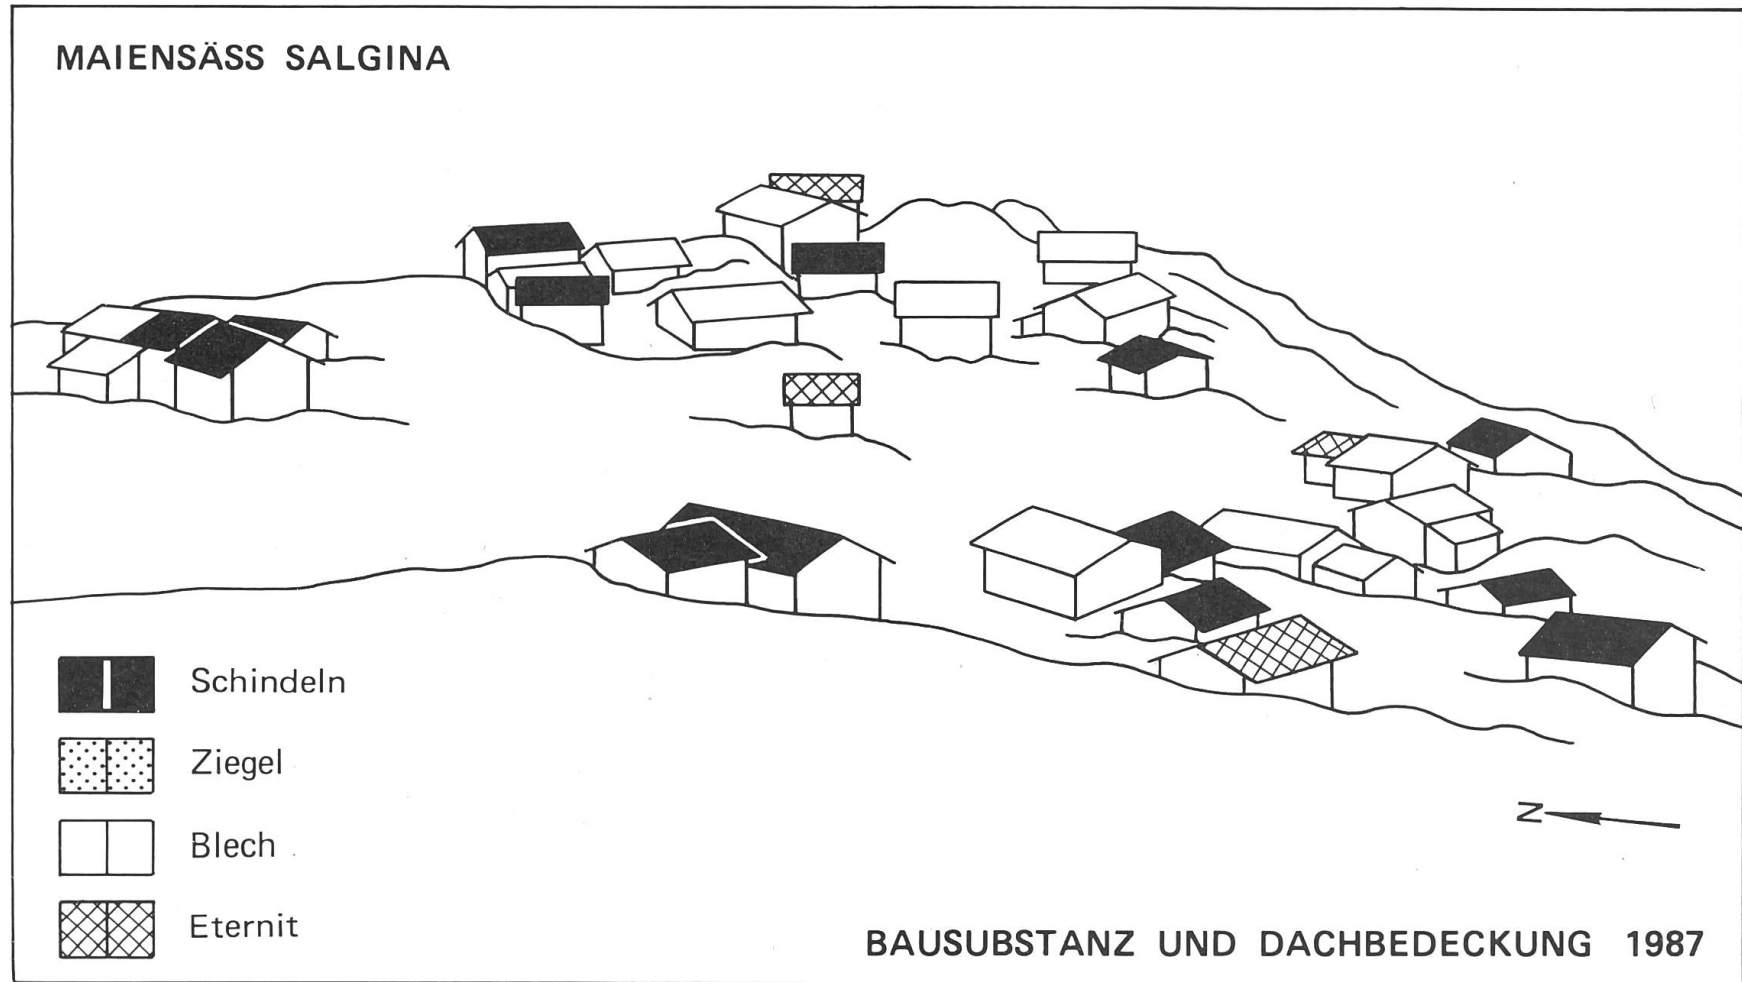 MAIENSÄSS SALGINA
Schindeln
Ziegel
Blech
Eternit
N
BAUSUBSTANZ UND DACHBEDECKUNG 1987